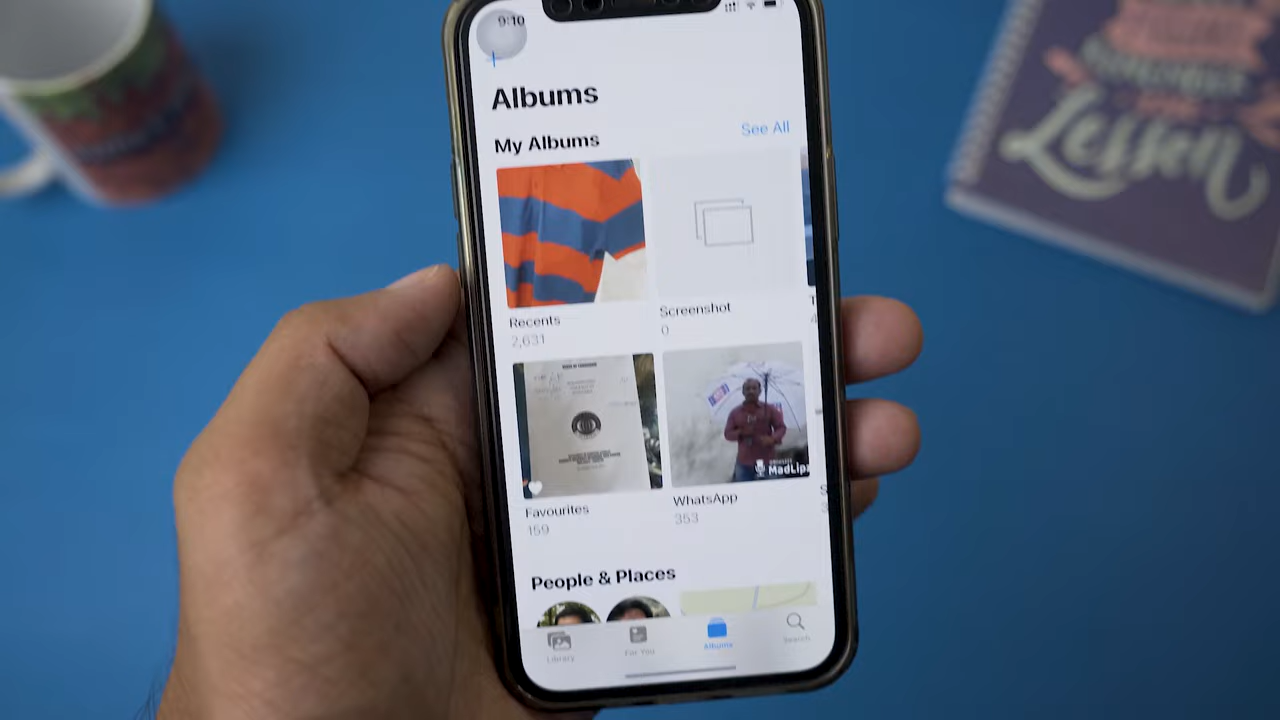 9:10
Albums
My Albums
See All
Recents
2,631
Screenshot
0
Favourites
159
WhatsApp
353
MadLipz
People & Places
Library
For You
Albums
Search
Lesson